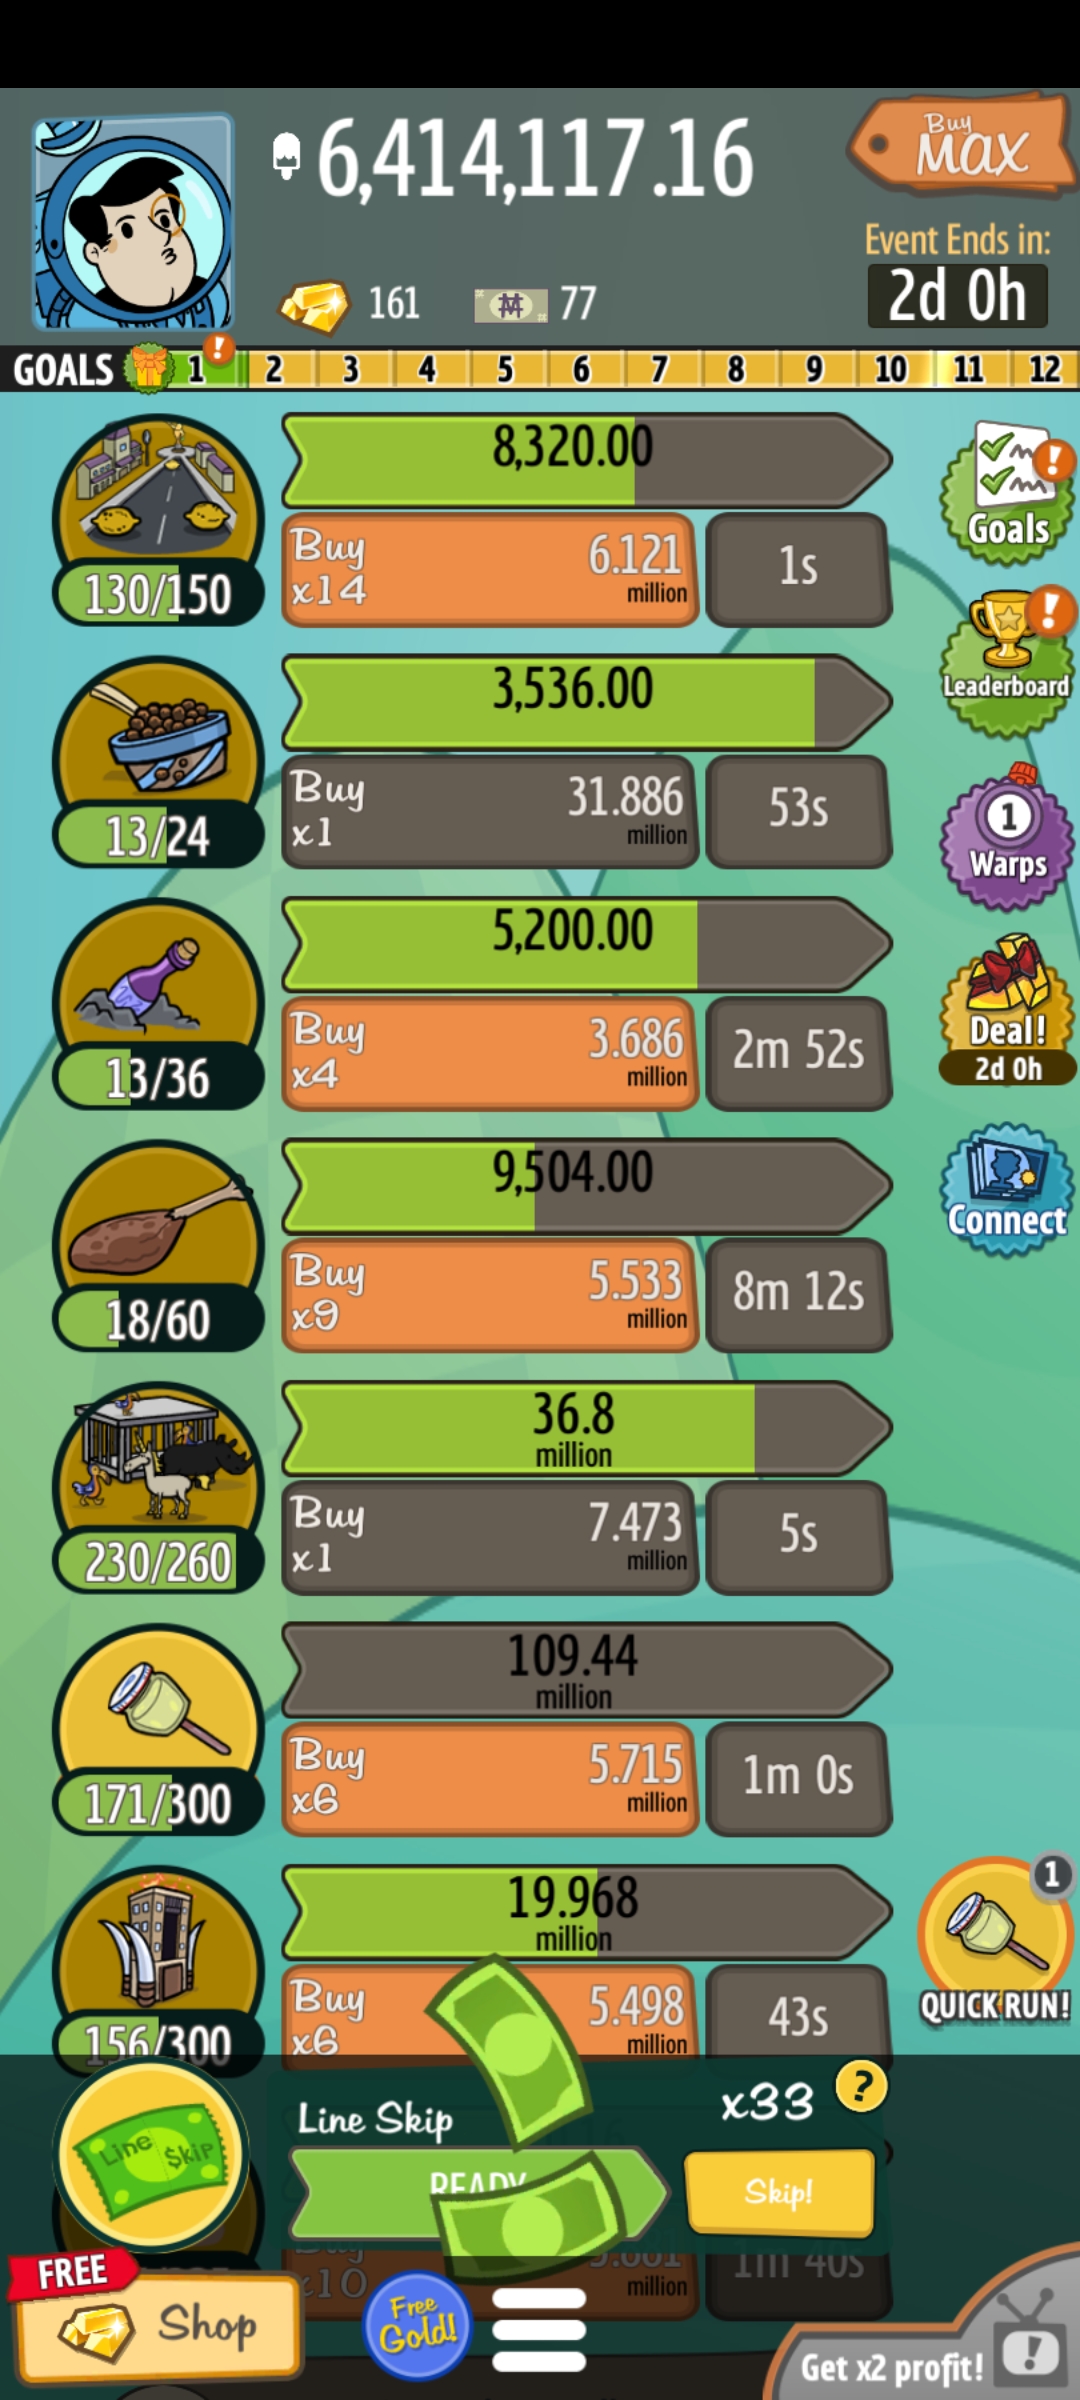 6,414,117.16
Buy
MAX
Event Ends in:
2d 0h
161
M 77
GOALS 1 ! 2 3 4 5 6 7 8 9 10 11 12
8,320.00
Buy
x14
6.121
million
1s
130/150
Goals
!
3,536.00
Buy
x1
31.886
million
53s
13/24
Leaderboard
!
5,200.00
Buy
x4
3.686
million
2m 52s
13/36
1
Warps
Deal!
2d 0h
9,504.00
Buy
x9
5.533
million
8m 12s
18/60
Connect
36.8
million
Buy
x1
7.473
million
5s
230/260
109.44
million
Buy
x6
5.715
million
1m 0s
171/300
19.968
million
Buy
x6
5.498
million
43s
156/300
1
QUICK RUN!
Line $kip
Line Skip
x33
?
READY
Skip!
x10
million
1m 40s
FREE
Shop
Free
Gold!
Get x2 profit!
!